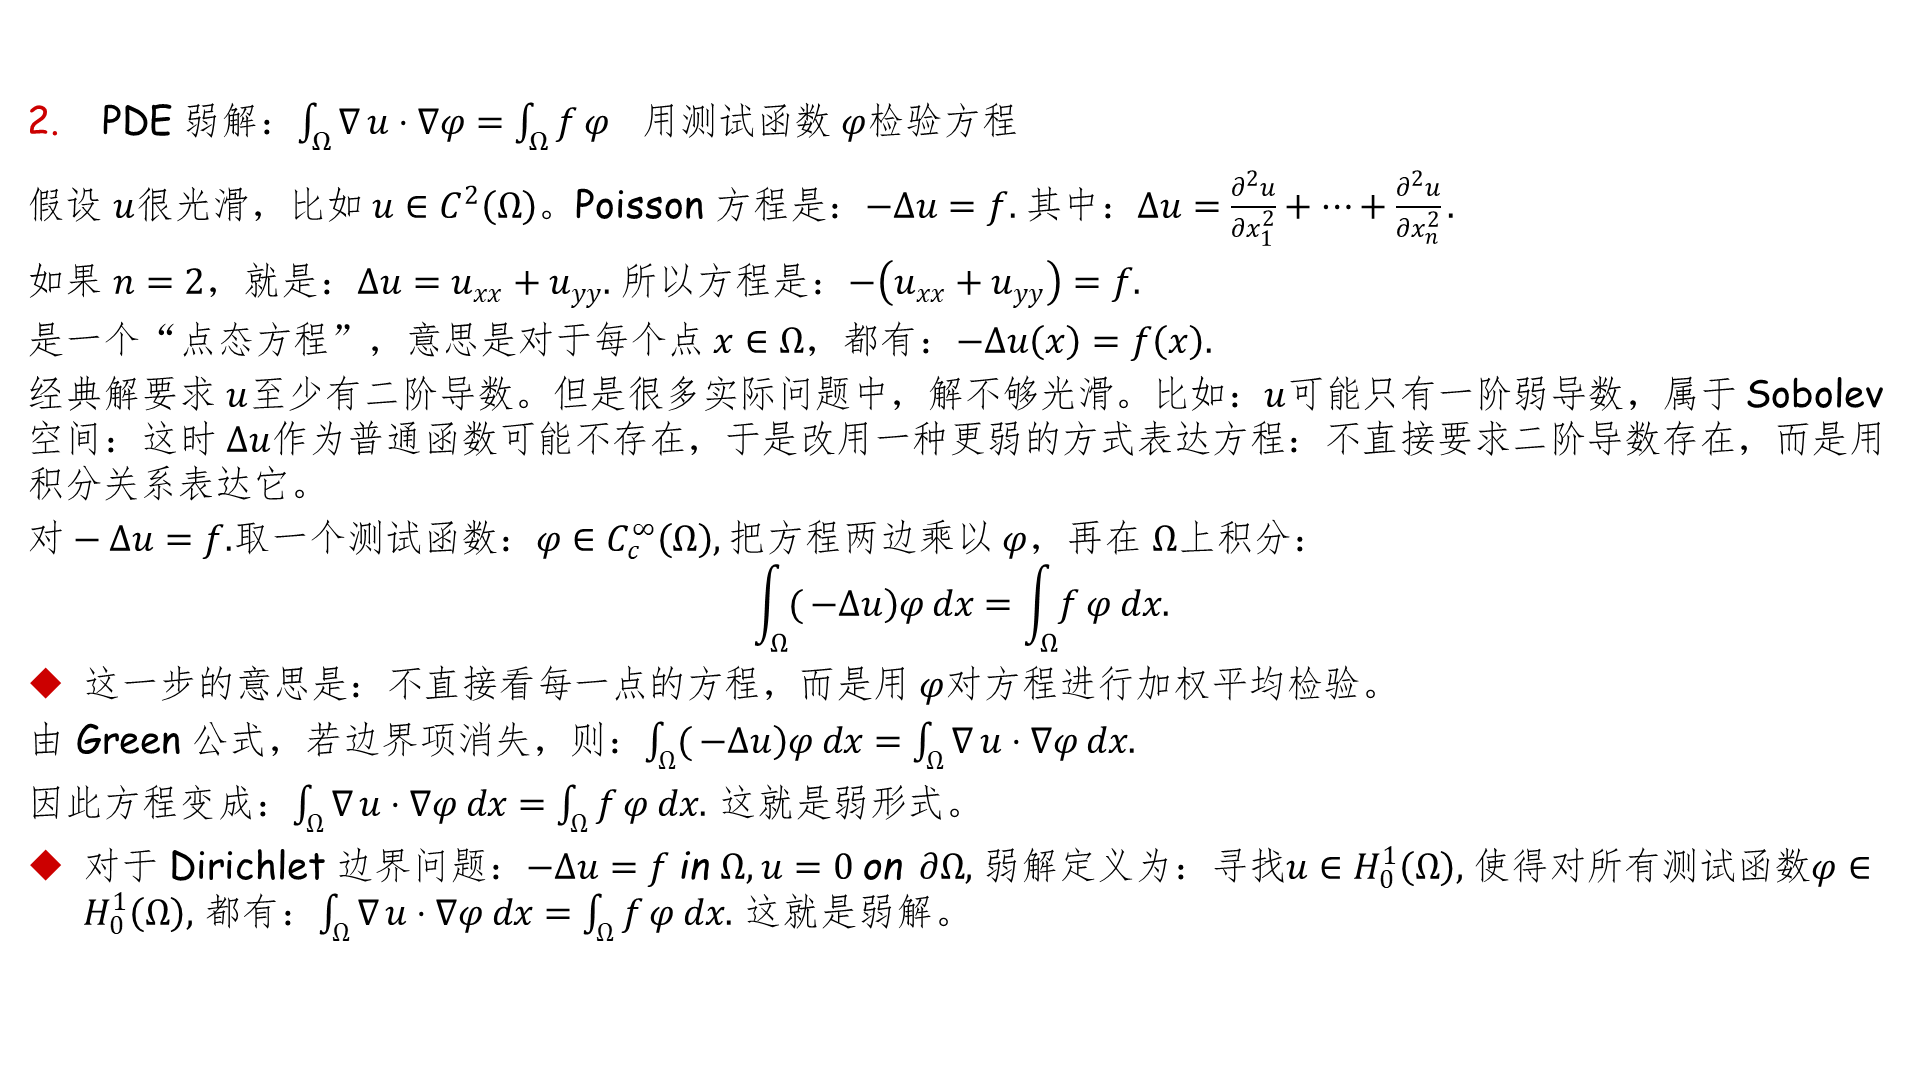 2. PDE 弱解：∫_Ω ∇u · ∇φ = ∫_Ω f φ 用测试函数 φ检验方程
假设 u很光滑，比如 u ∈ C²(Ω)。Poisson 方程是：−Δu = f. 其中：Δu = ∂²u/∂x₁² + ⋯ + ∂²u/∂xₙ².
如果 n = 2，就是：Δu = u_xx + u_yy. 所以方程是：−(u_xx + u_yy) = f.
是一个“点态方程”，意思是对于每个点 x ∈ Ω，都有：−Δu(x) = f(x).
经典解要求 u至少有二阶导数。但是很多实际问题中，解不够光滑。比如：u可能只有一阶弱导数，属于 Sobolev
空间：这时 Δu作为普通函数可能不存在，于是改用一种更弱的方式表达方程：不直接要求二阶导数存在，而是用
积分关系表达它。
对 − Δu = f.取一个测试函数：φ ∈ C_c^∞(Ω), 把方程两边乘以 φ，再在 Ω上积分：
∫_Ω (−Δu)φ dx = ∫_Ω f φ dx.
◆ 这一步的意思是：不直接看每一点的方程，而是用 φ对方程进行加权平均检验。
由 Green 公式，若边界项消失，则：∫_Ω (−Δu)φ dx = ∫_Ω ∇u · ∇φ dx.
因此方程变成：∫_Ω ∇u · ∇φ dx = ∫_Ω f φ dx. 这就是弱形式。
◆ 对于 Dirichlet 边界问题：−Δu = f in Ω, u = 0 on ∂Ω, 弱解定义为：寻找u ∈ H_0^1(Ω), 使得对所有测试函数φ ∈
H_0^1(Ω), 都有：∫_Ω ∇u · ∇φ dx = ∫_Ω f φ dx. 这就是弱解。